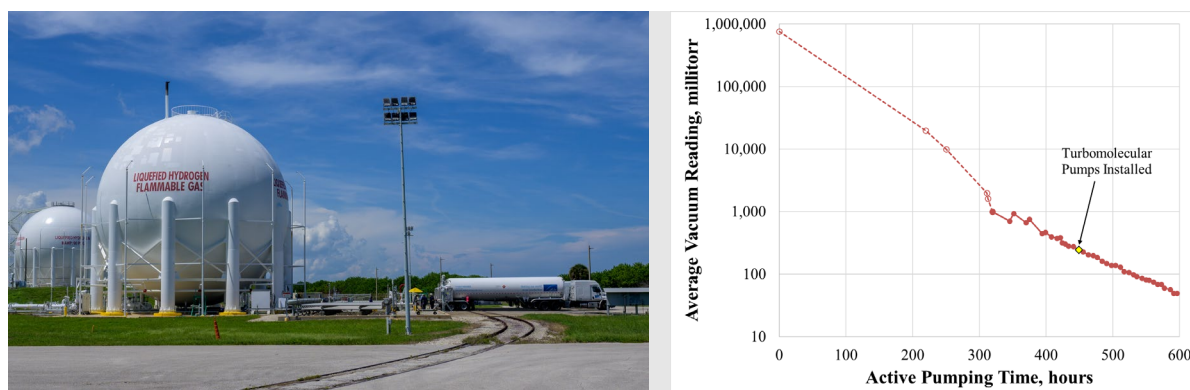 LIQUEFIED HYDROGEN
FLAMMABLE GAS
1,000,000
100,000
10,000
1,000
100
10
Average Vacuum Reading, millitorr
Turbomolecular
Pumps Installed
0
100
200
300
400
500
600
Active Pumping Time, hours